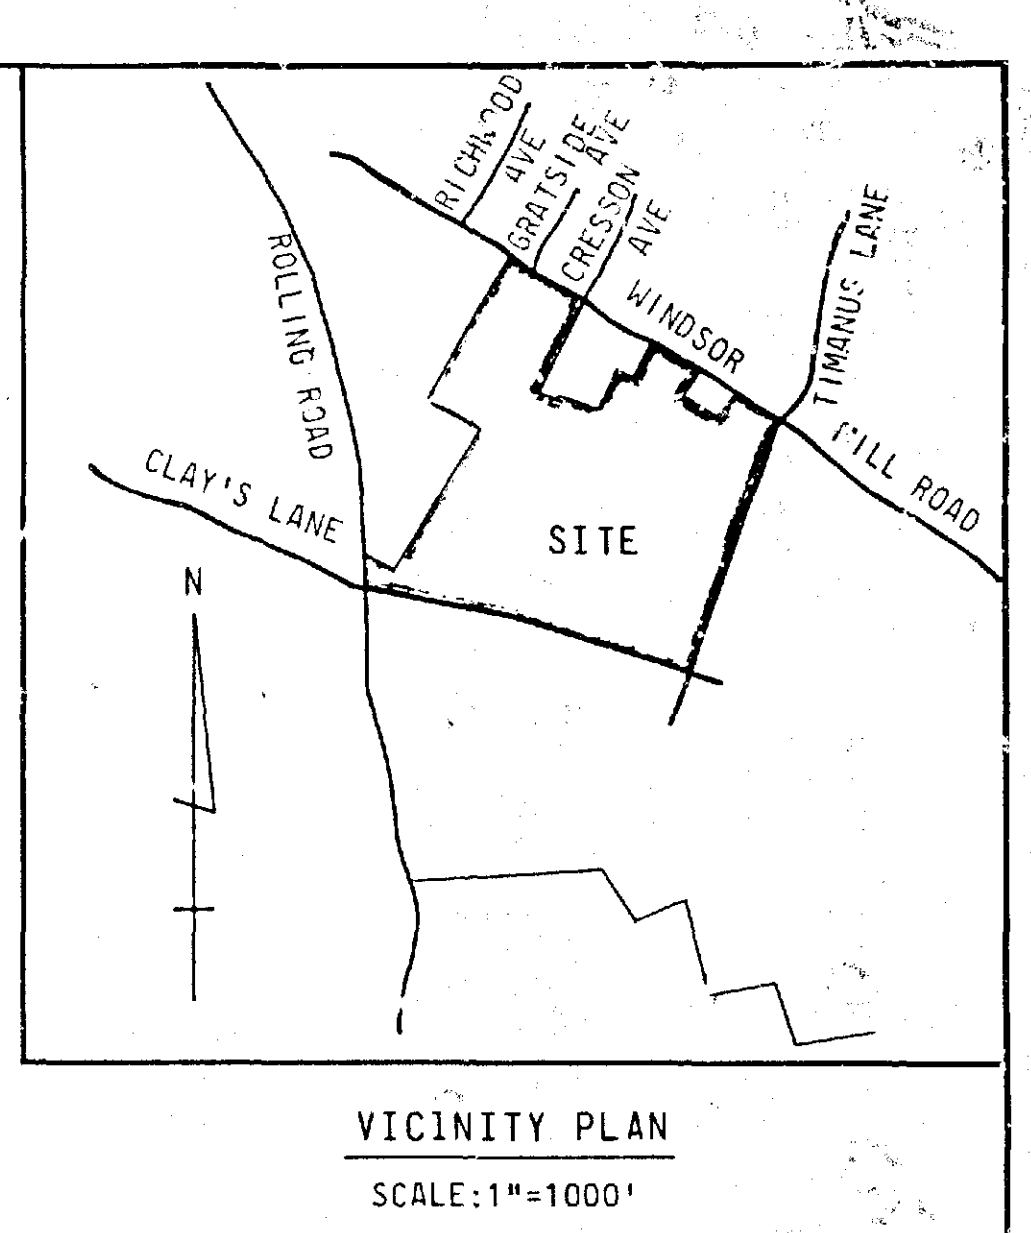 AVE
GRATSIDE
AVE
CRESSON
AVE
ROLLING ROAD
WINDSOR
TIMANUS LANE
MILL ROAD
CLAY'S LANE
SITE
N
VICINITY PLAN
SCALE:1"=1000'